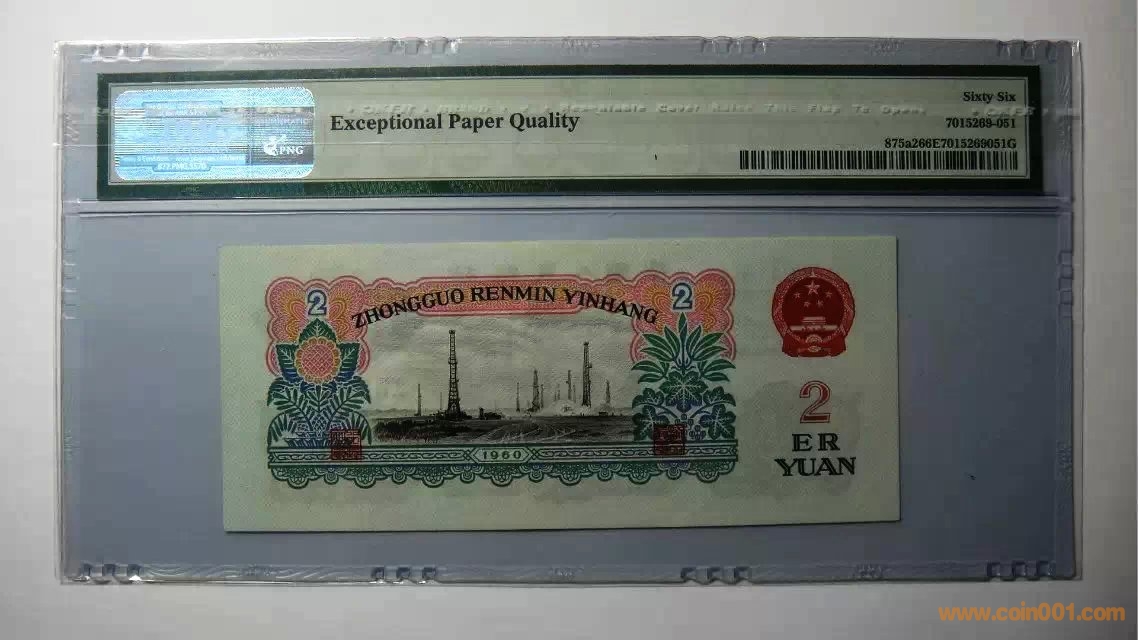 Sixty Six
Exceptional Paper Quality
7015269-051
PNG
875a266E7015269051G
2
2
ZHONGGUO RENMIN YINHANG
2
ER
YUAN
1960
www.coin001.com